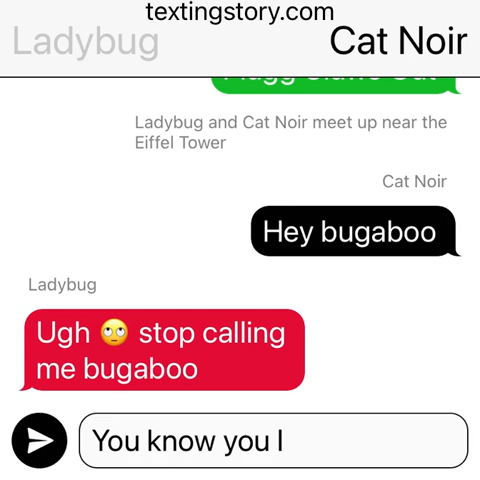 textingstory.com
Ladybug
Cat Noir
Ladybug and Cat Noir meet up near the
Eiffel Tower
Cat Noir
Hey bugaboo
Ladybug
Ugh 🙄 stop calling
me bugaboo
You know you l